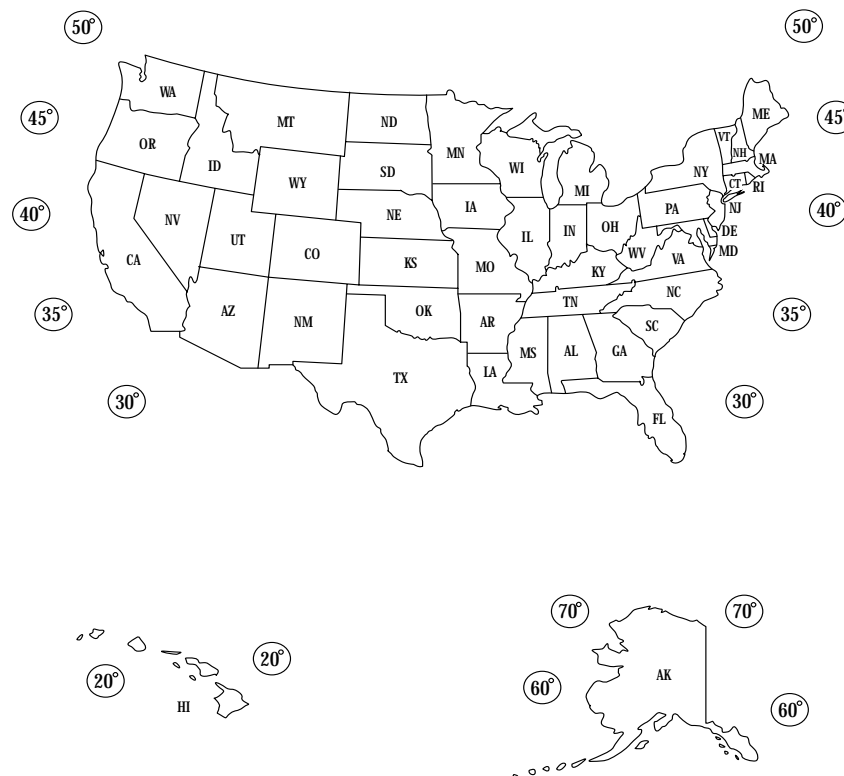 50° 50°
WA
ME
45° 45°
MT ND
VT
OR MN
NH
MA
WI
ID SD NY
WY MI
CT RI
IA
PA NJ
40° 40°
NV NE
OH
DE
UT IL IN
MD
CO WV
CA KS MO VA
KY
NC
TN
AZ OK
35° 35°
NM AR SC
MS AL GA
LA
TX
30° 30°
FL
70° 70°
20°
AK
20° 60°
HI 60°